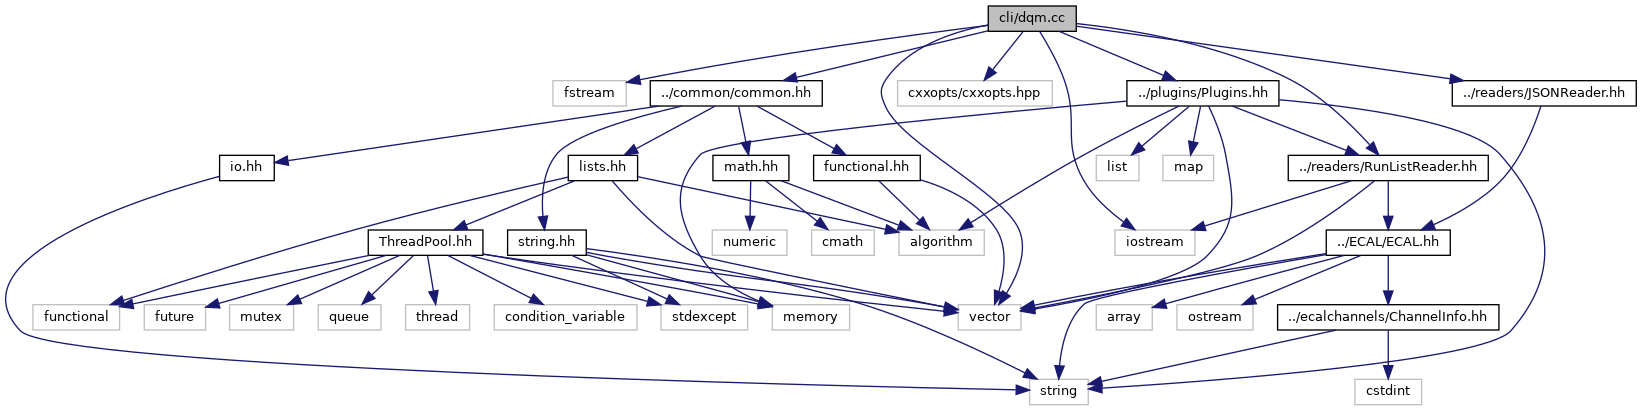 cli/dqm.cc
fstream
../common/common.hh
cxxopts/cxxopts.hpp
../plugins/Plugins.hh
../readers/JSONReader.hh
io.hh
lists.hh
math.hh
functional.hh
list
map
../readers/RunListReader.hh
ThreadPool.hh
string.hh
numeric
cmath
algorithm
iostream
../ECAL/ECAL.hh
functional
future
mutex
queue
thread
condition_variable
stdexcept
memory
vector
array
ostream
../ecalchannels/ChannelInfo.hh
string
cstdint